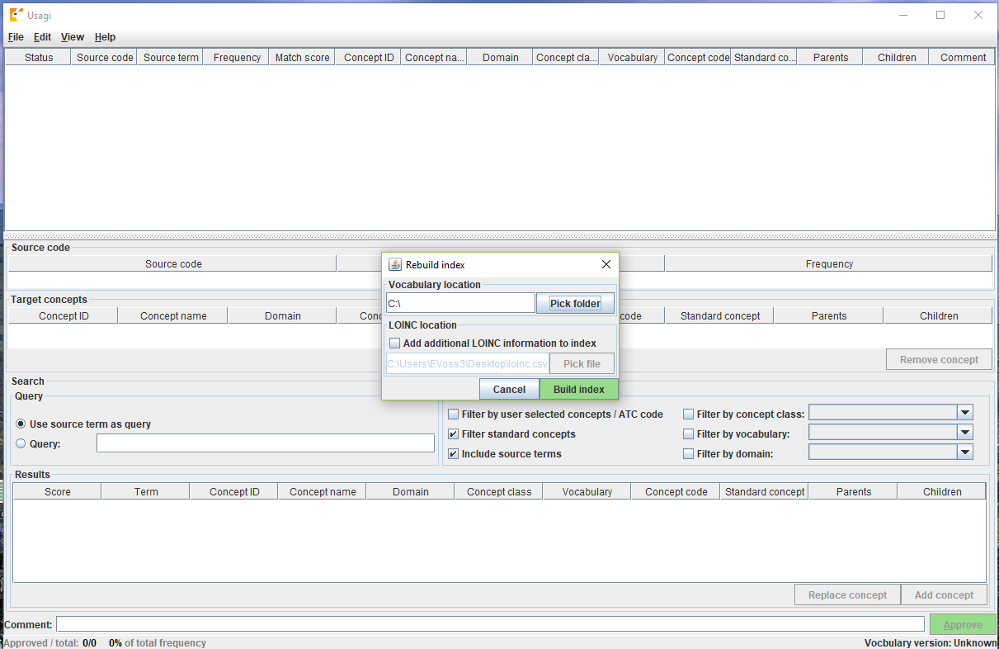 Usagi
File Edit View Help
Status Source code Source term Frequency Match score Concept ID Concept na... Domain Concept cla... Vocabulary Concept code Standard co... Parents Children Comment
Source code
Source code Frequency
Target concepts
Concept ID Concept name Domain Conc code Standard concept Parents Children
Remove concept
Rebuild index
Vocabulary location
C:\ Pick folder
LOINC location
Add additional LOINC information to index
C:\Users\EVoss3\Desktop\loinc.csv Pick file
Cancel Build index
Search
Query
Use source term as query
Query:
Filter by user selected concepts / ATC code Filter by concept class:
Filter standard concepts Filter by vocabulary:
Include source terms Filter by domain:
Results
Score Term Concept ID Concept name Domain Concept class Vocabulary Concept code Standard concept Parents Children
Replace concept Add concept
Comment: Approve
Approved / total: 0/0 0% of total frequency Vocbulary version: Unknown